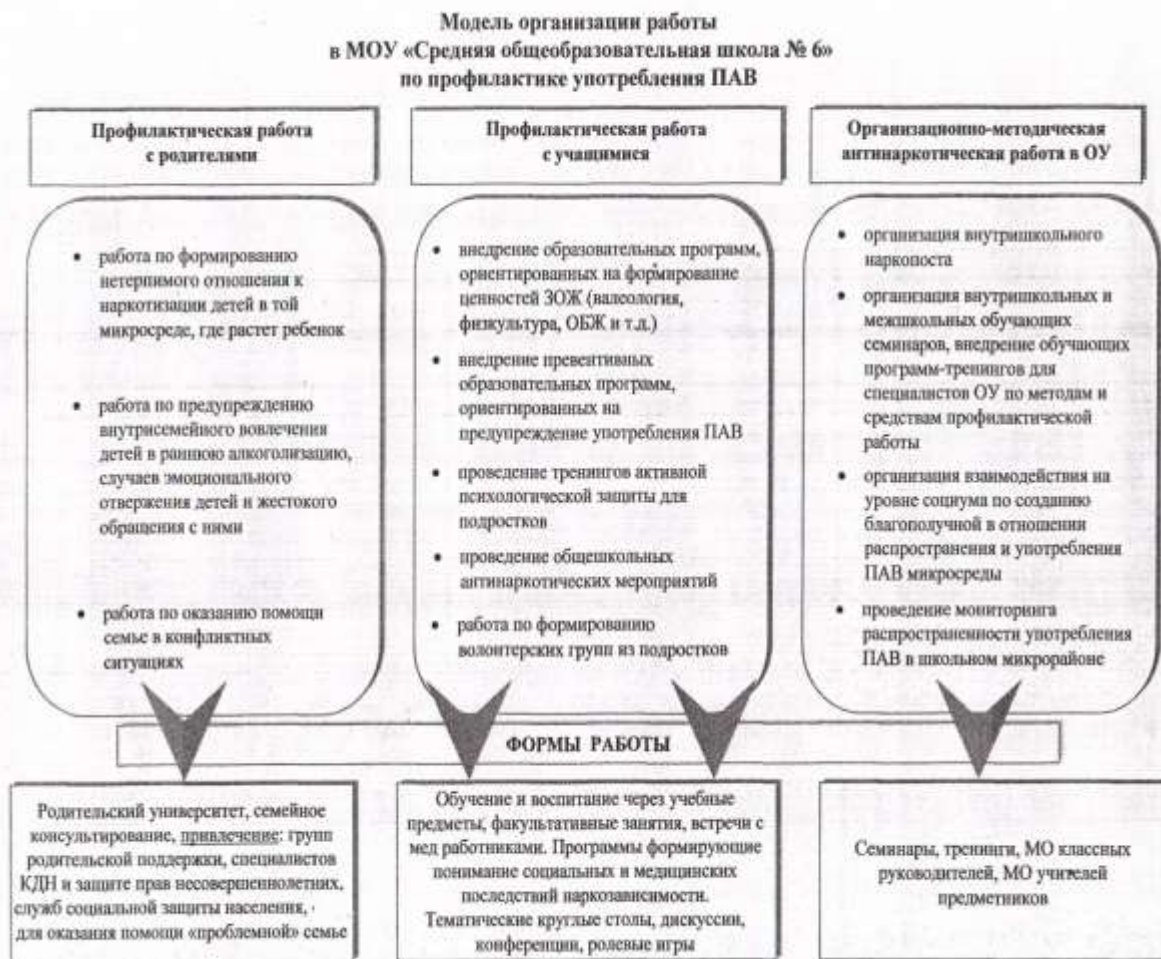 Модель организации работы
в МОУ «Средняя общеобразовательная школа № 6»
по профилактике употребления ПАВ
Профилактическая работа
с родителями
Профилактическая работа
с учащимися
Организационно-методическая
антинаркотическая работа в ОУ
• работа по формированию
нетерпимого отношения к
наркотизации детей в той
микросреде, где растет ребенок
• работа по предупреждению
внутрисемейного вовлечения
детей в раннюю алкоголизацию,
случаев эмоционального
отвержения детей и жестокого
обращения с ними
• работа по оказанию помощи
семье в конфликтных
ситуациях
• внедрение образовательных программ,
ориентированных на формирование
ценностей ЗОЖ (валеология,
физкультура, ОБЖ и т.д.)
• внедрение превентивных
образовательных программ,
ориентированных на
предупреждение употребления ПАВ
• проведение тренингов активной
психологической защиты для
подростков
• проведение общешкольных
антинаркотических мероприятий
• работа по формированию
волонтерских групп из подростков
• организация внутришкольного
наркопоста
• организация внутришкольных и
межшкольных обучающих
семинаров, внедрение обучающих
программ-тренингов для
специалистов ОУ по методам и
средствам профилактической
работы
• организация взаимодействия на
уровне социума по созданию
благополучной в отношении
распространения и употребления
ПАВ микросреды
• проведение мониторинга
распространенности употребления
ПАВ в школьном микрорайоне
ФОРМЫ РАБОТЫ
Родительский университет, семейное
консультирование, привлечение: групп
родительской поддержки, специалистов
КДН и защите прав несовершеннолетних,
служб социальной защиты населения,
для оказания помощи «проблемной» семье
Обучение и воспитание через учебные
предметы, факультативные занятия, встречи с
мед работниками. Программы формирующие
понимание социальных и медицинских
последствий наркозависимости.
Тематические круглые столы, дискуссии,
конференции, ролевые игры
Семинары, тренинги, МО классных
руководителей, МО учителей
предметников